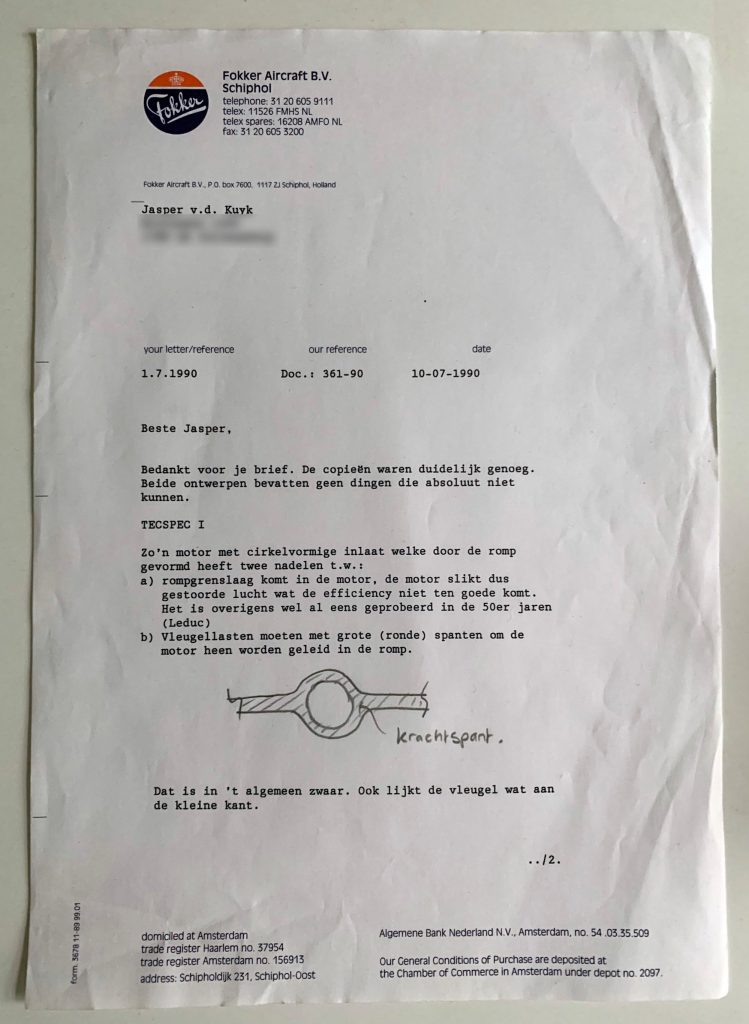 Fokker
Fokker Aircraft B.V.
Schiphol
telephone: 31 20 605 9111
telex: 11526 FMHS NL
telex spares: 16208 AMFO NL
fax: 31 20 605 3200
Fokker Aircraft B.V., P.O. box 7600, 1117 ZJ Schiphol, Holland
Jasper v.d. Kuyk
your letter/reference our reference date
1.7.1990 Doc.: 361-90 10-07-1990
Beste Jasper,
Bedankt voor je brief. De copieën waren duidelijk genoeg.
Beide ontwerpen bevatten geen dingen die absoluut niet
kunnen.
TECSPEC I
Zo'n motor met cirkelvormige inlaat welke door de romp
gevormd heeft twee nadelen t.w.:
a) rompgrenslaag komt in de motor, de motor slikt dus
gestoorde lucht wat de efficiency niet ten goede komt.
Het is overigens wel al eens geprobeerd in de 50er jaren
(Leduc)
b) Vleugellasten moeten met grote (ronde) spanten om de
motor heen worden geleid in de romp.
krachtspant.
Dat is in 't algemeen zwaar. Ook lijkt de vleugel wat aan
de kleine kant.
../2.
form. 3678 11-89 99.01
domiciled at Amsterdam
trade register Haarlem no. 37954
trade register Amsterdam no. 156913
address: Schipholdijk 231, Schiphol-Oost
Algemene Bank Nederland N.V., Amsterdam, no. 54 .03.35.509
Our General Conditions of Purchase are deposited at
the Chamber of Commerce in Amsterdam under depot no. 2097.